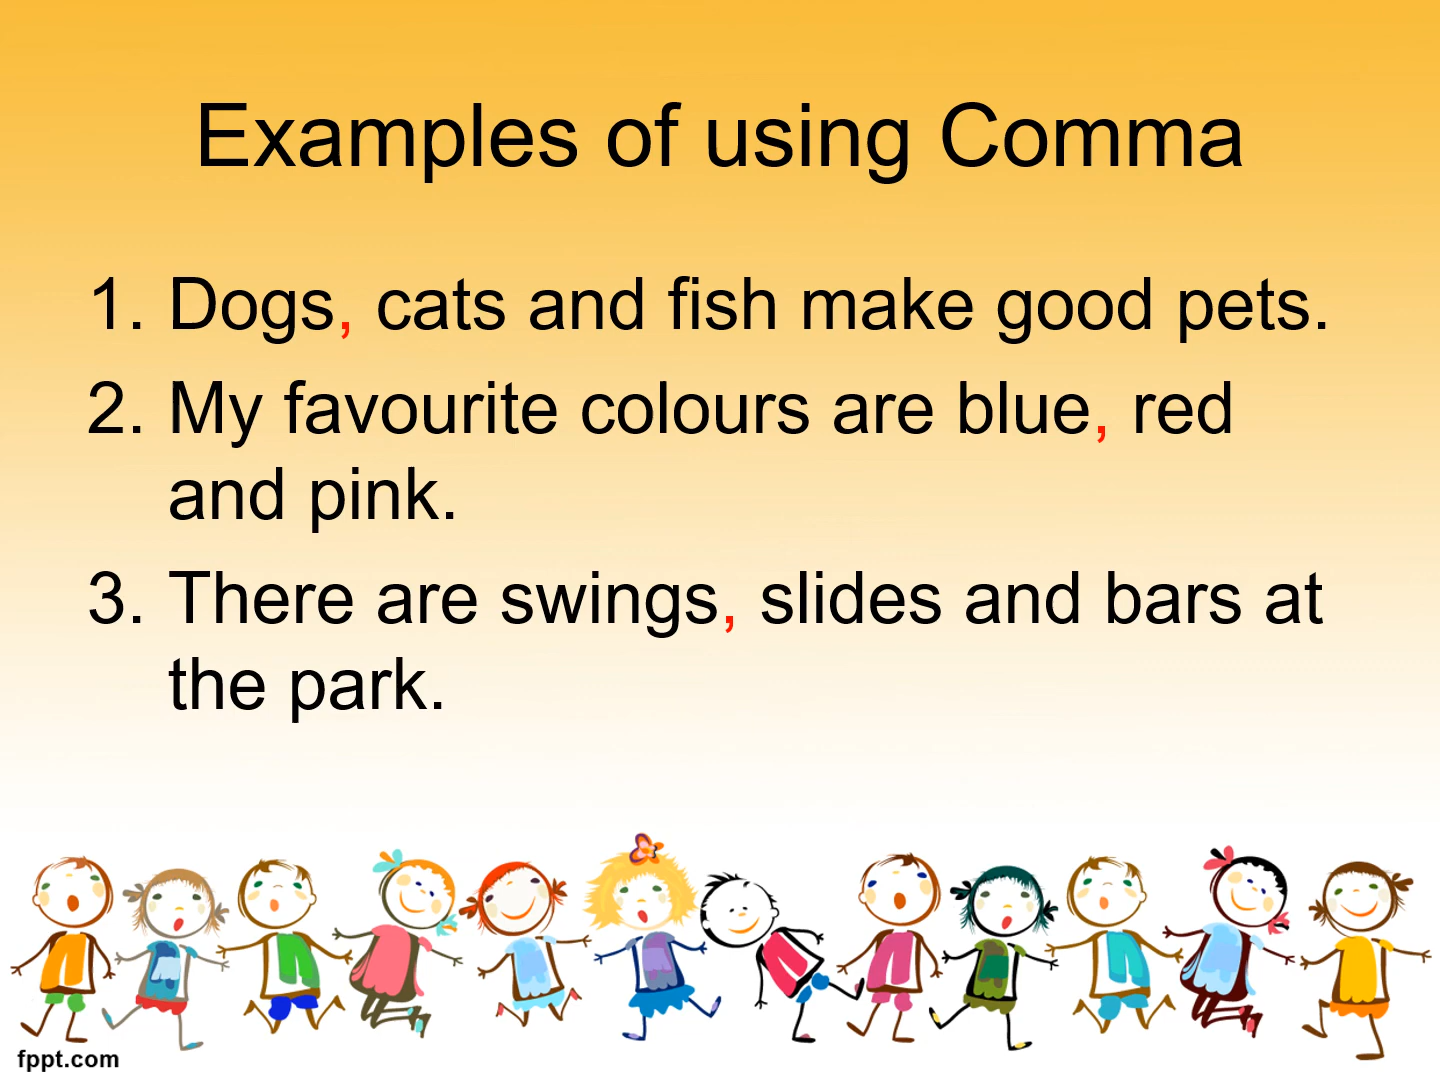 Examples of using Comma
1. Dogs, cats and fish make good pets.
2. My favourite colours are blue, red
and pink.
3. There are swings, slides and bars at
the park.
fppt.com